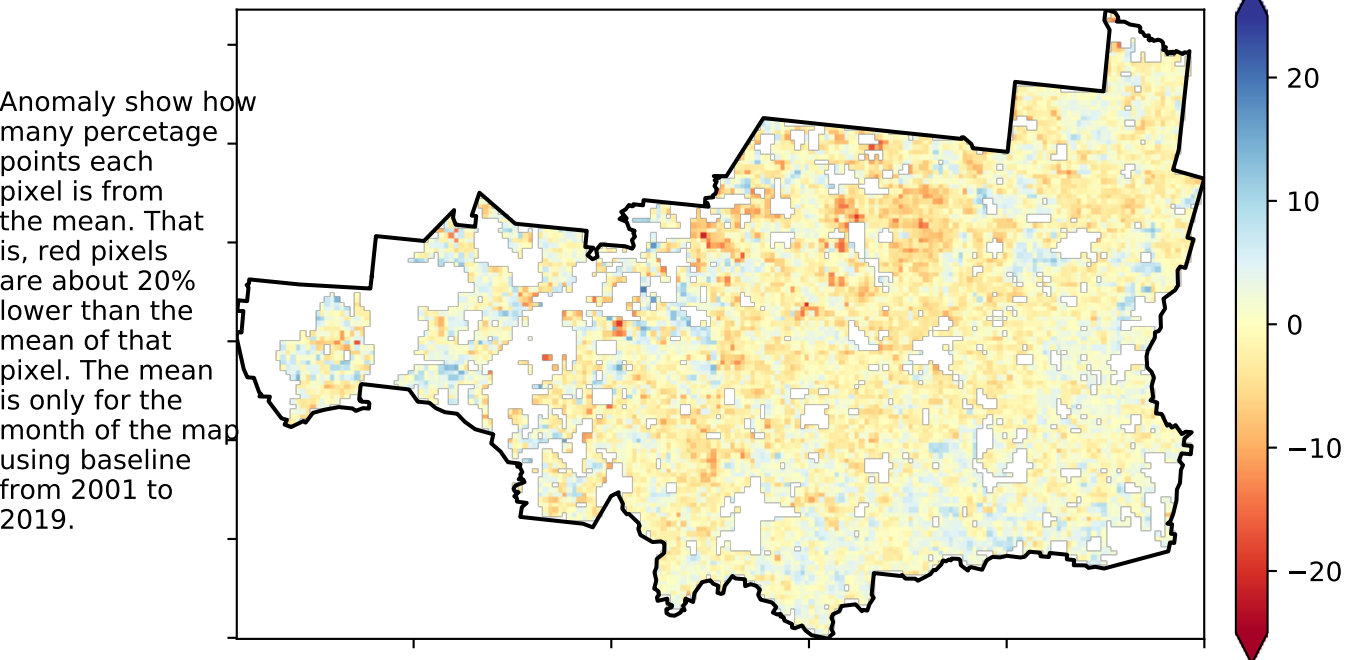 Anomaly show how
many percetage
points each
pixel is from
the mean. That
is, red pixels
are about 20%
lower than the
mean of that
pixel. The mean
is only for the
month of the map
using baseline
from 2001 to
2019.
20
10
0
−10
−20